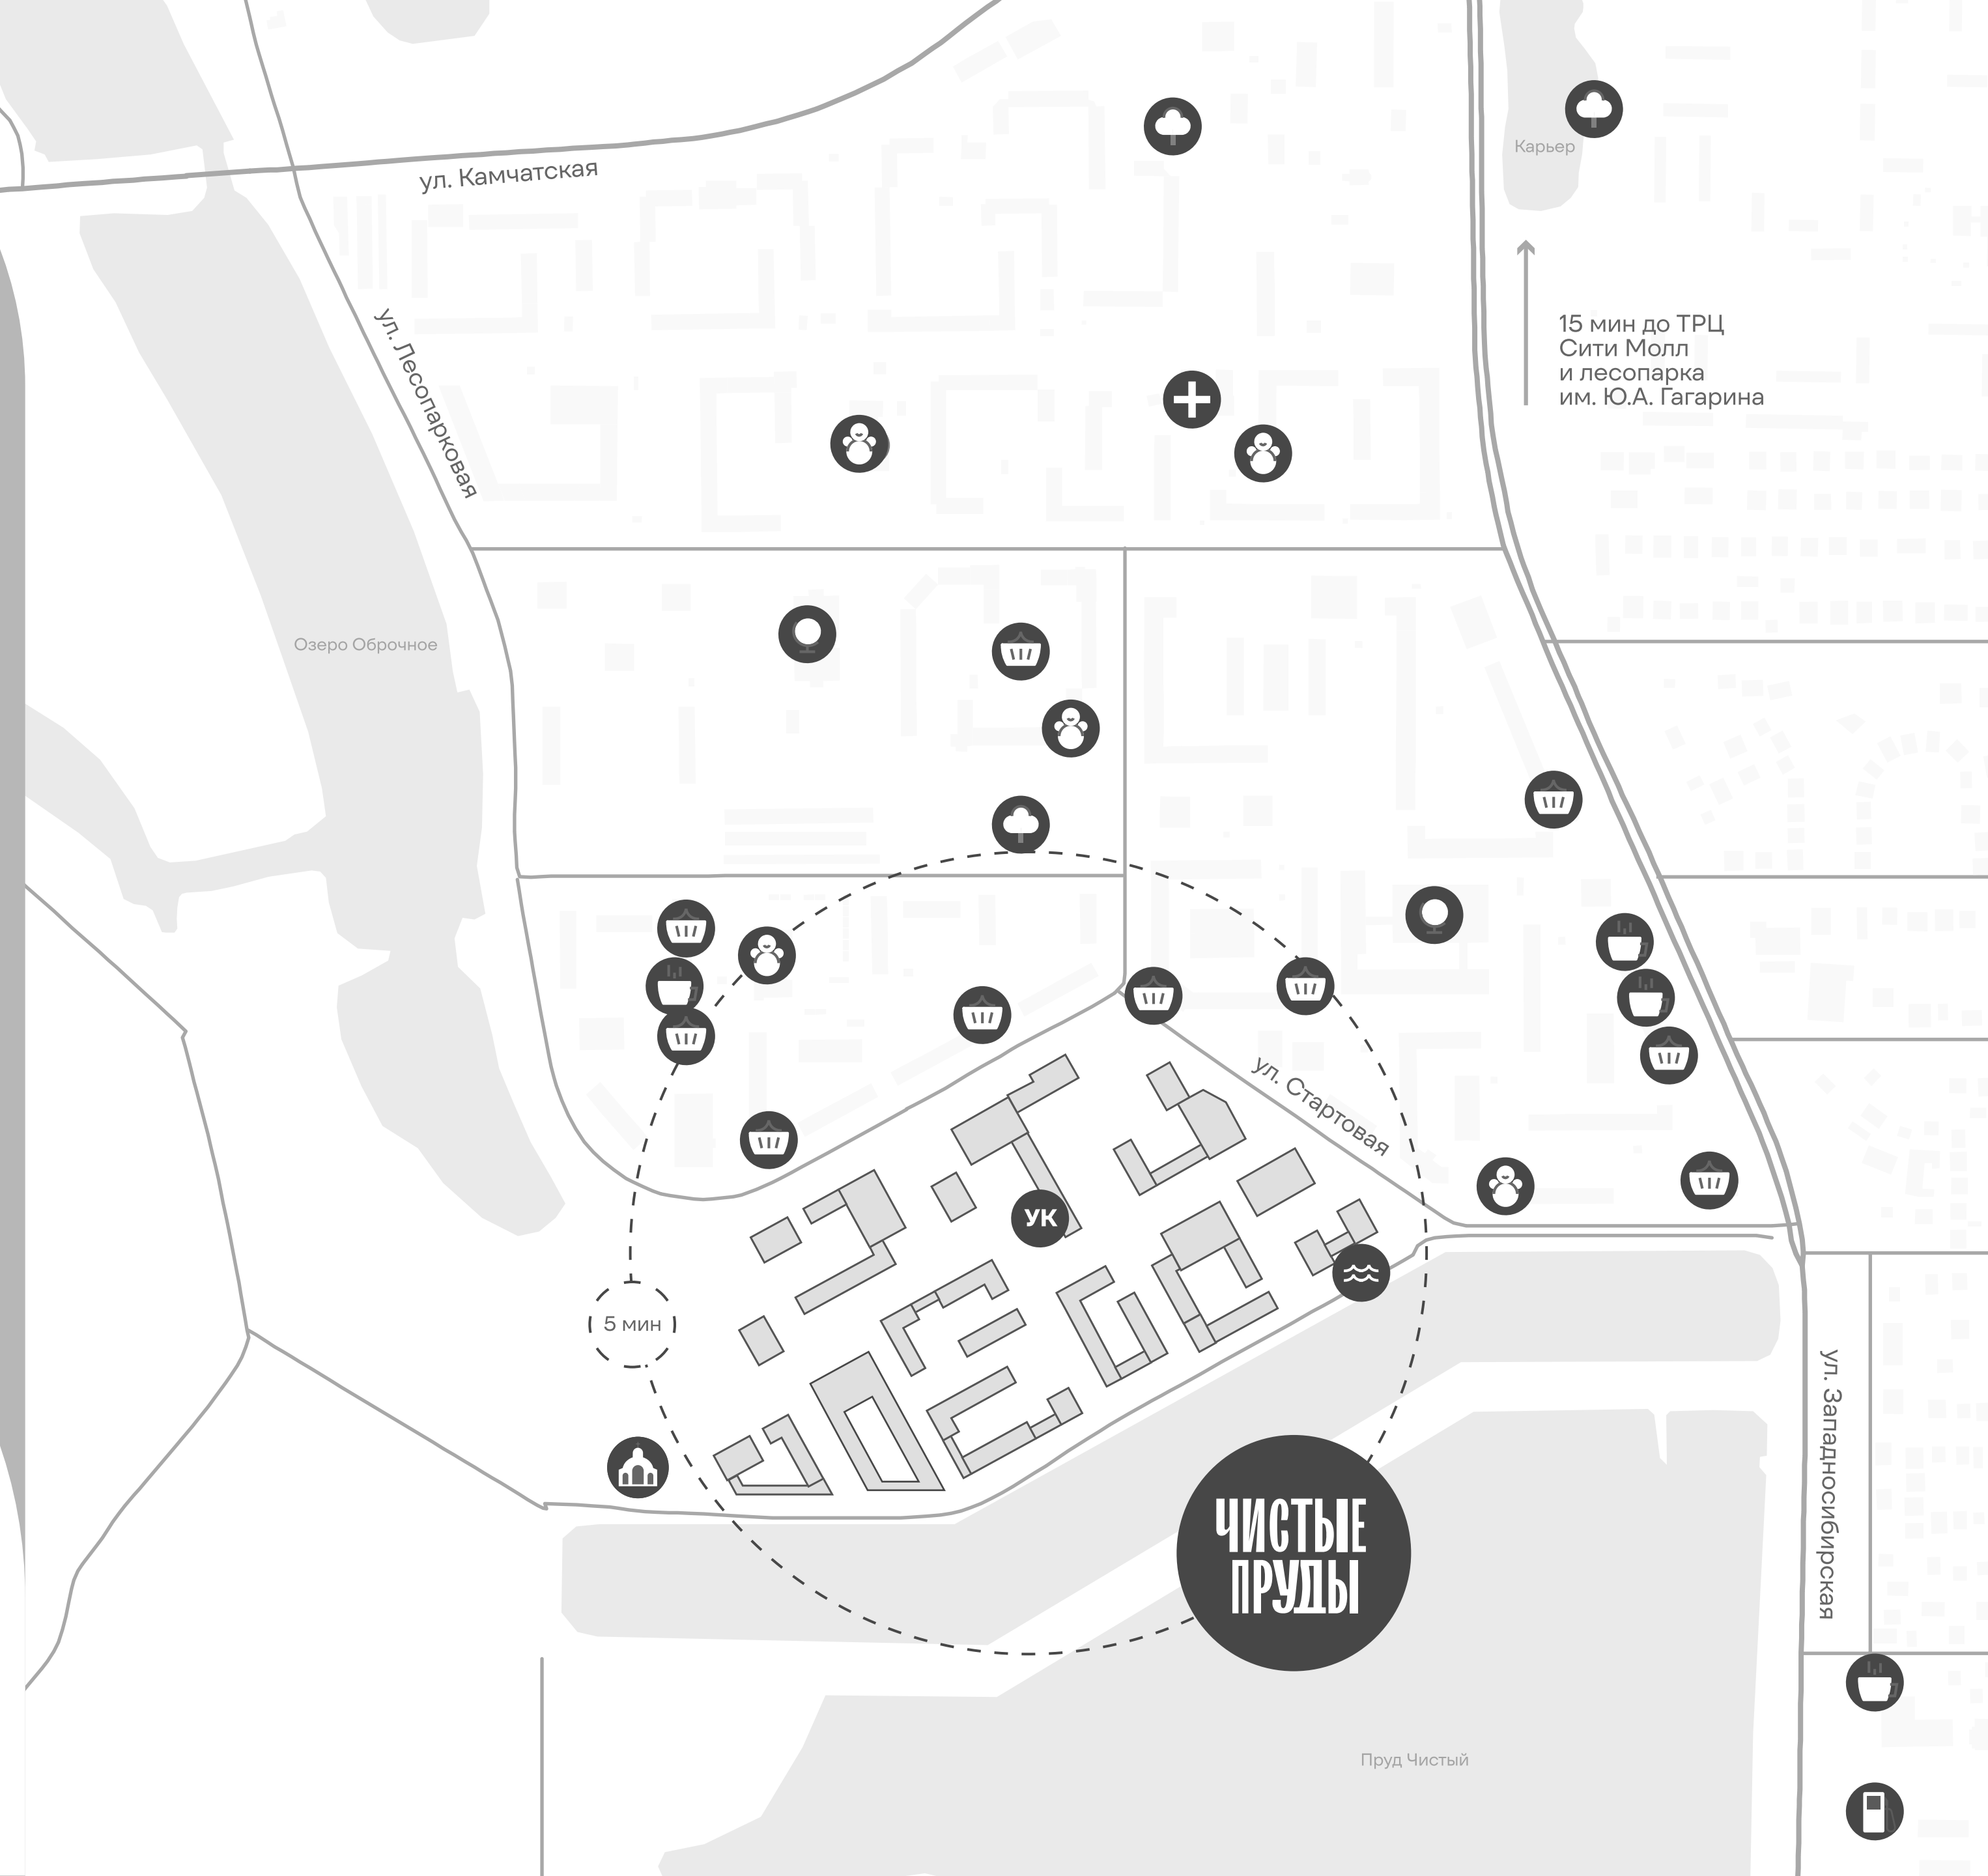 Карьер
ул. Камчатская
15 мин до ТРЦ
Сити Молл
и лесопарка
им. Ю.А. Гагарина
ул. Лесопарковая
Озеро Оброчное
ул. Стартовая
УК
5 мин
ул. Западносибирская
ЧИСТЫЕ
ПРУДЫ
Пруд Чистый